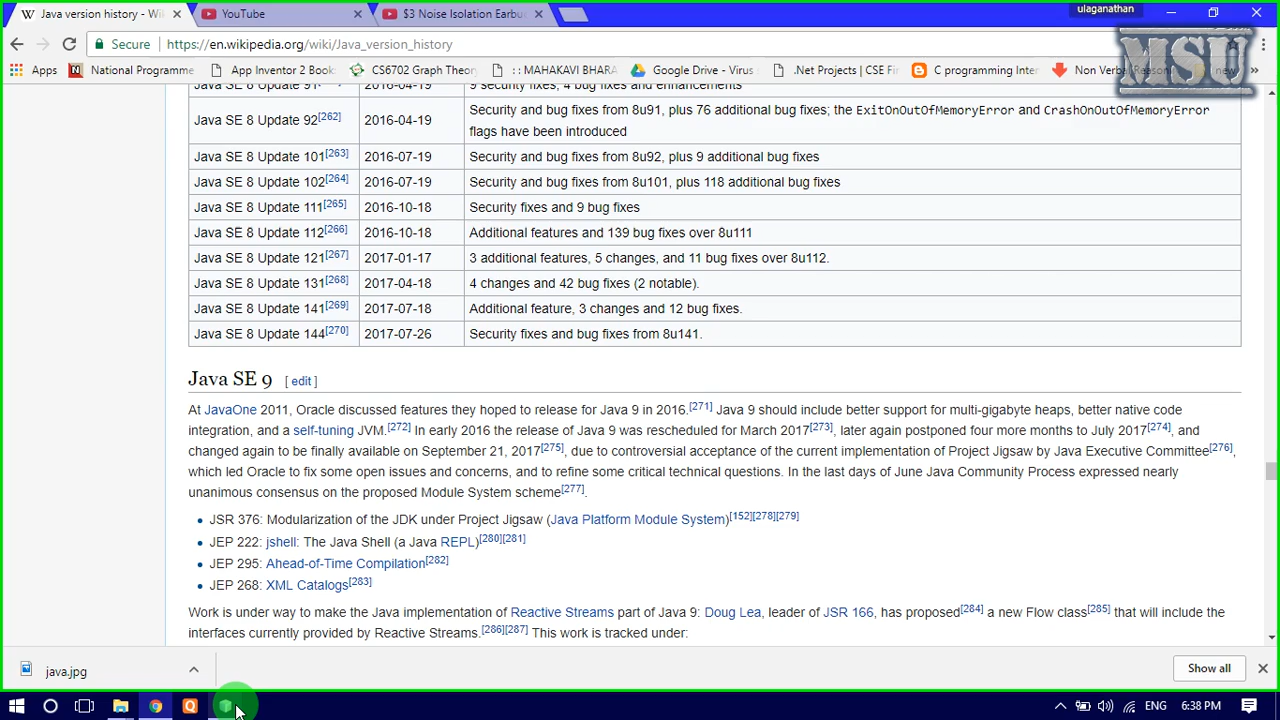 Java version history - Wi
YouTube
$3 Noise Isolation Earbu
ulaganathan
Secure
https://en.wikipedia.org/wiki/Java_version_history
MSU
Apps
National Programme
App Inventor 2 Book
CS6702 Graph Theory
: : MAHAKAVI BHARA
Google Drive - Virus
.Net Projects | CSE Fi
C programming Inter
Non Verbal Reason
»
Java SE 8 Update 91 2016-04-19 9 security fixes, 4 bug fixes and enhancements
Java SE 8 Update 92[262] 2016-04-19 Security and bug fixes from 8u91, plus 76 additional bug fixes; the ExitOnOutOfMemoryError and CrashOnOutOfMemoryError
flags have been introduced
Java SE 8 Update 101[263] 2016-07-19 Security and bug fixes from 8u92, plus 9 additional bug fixes
Java SE 8 Update 102[264] 2016-07-19 Security and bug fixes from 8u101, plus 118 additional bug fixes
Java SE 8 Update 111[265] 2016-10-18 Security fixes and 9 bug fixes
Java SE 8 Update 112[266] 2016-10-18 Additional features and 139 bug fixes over 8u111
Java SE 8 Update 121[267] 2017-01-17 3 additional features, 5 changes, and 11 bug fixes over 8u112.
Java SE 8 Update 131[268] 2017-04-18 4 changes and 42 bug fixes (2 notable).
Java SE 8 Update 141[269] 2017-07-18 Additional feature, 3 changes and 12 bug fixes.
Java SE 8 Update 144[270] 2017-07-26 Security fixes and bug fixes from 8u141.
Java SE 9 [ edit ]
At JavaOne 2011, Oracle discussed features they hoped to release for Java 9 in 2016.[271] Java 9 should include better support for multi-gigabyte heaps, better native code
integration, and a self-tuning JVM.[272] In early 2016 the release of Java 9 was rescheduled for March 2017[273], later again postponed four more months to July 2017[274], and
changed again to be finally available on September 21, 2017[275], due to controversial acceptance of the current implementation of Project Jigsaw by Java Executive Committee[276],
which led Oracle to fix some open issues and concerns, and to refine some critical technical questions. In the last days of June Java Community Process expressed nearly
unanimous consensus on the proposed Module System scheme[277].
• JSR 376: Modularization of the JDK under Project Jigsaw (Java Platform Module System)[152][278][279]
• JEP 222: jshell: The Java Shell (a Java REPL)[280][281]
• JEP 295: Ahead-of-Time Compilation[282]
• JEP 268: XML Catalogs[283]
Work is under way to make the Java implementation of Reactive Streams part of Java 9: Doug Lea, leader of JSR 166, has proposed[284] a new Flow class[285] that will include the
interfaces currently provided by Reactive Streams.[286][287] This work is tracked under:
java.jpg
Show all
ENG 6:38 PM